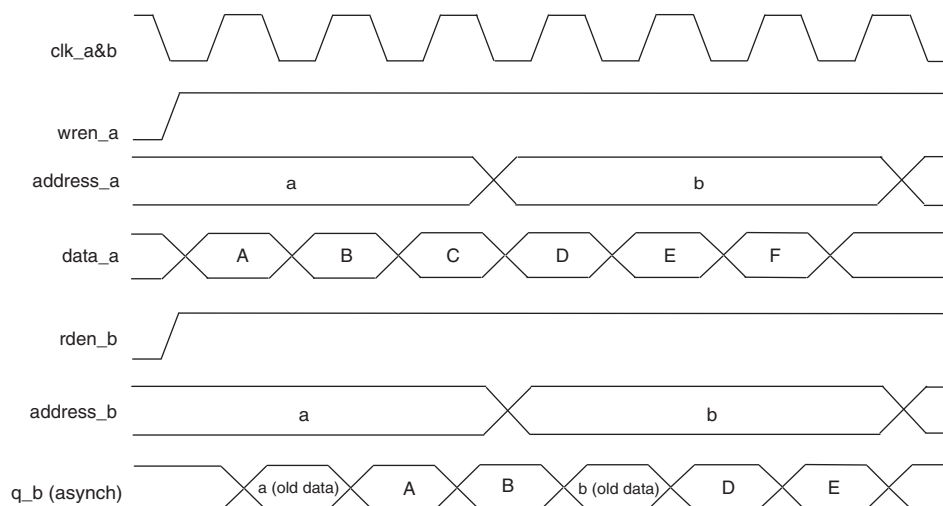 clk_a&b
wren_a
address_a a b
data_a A B C D E F
rden_b
address_b a b
q_b (asynch) a (old data) A B b (old data) D E